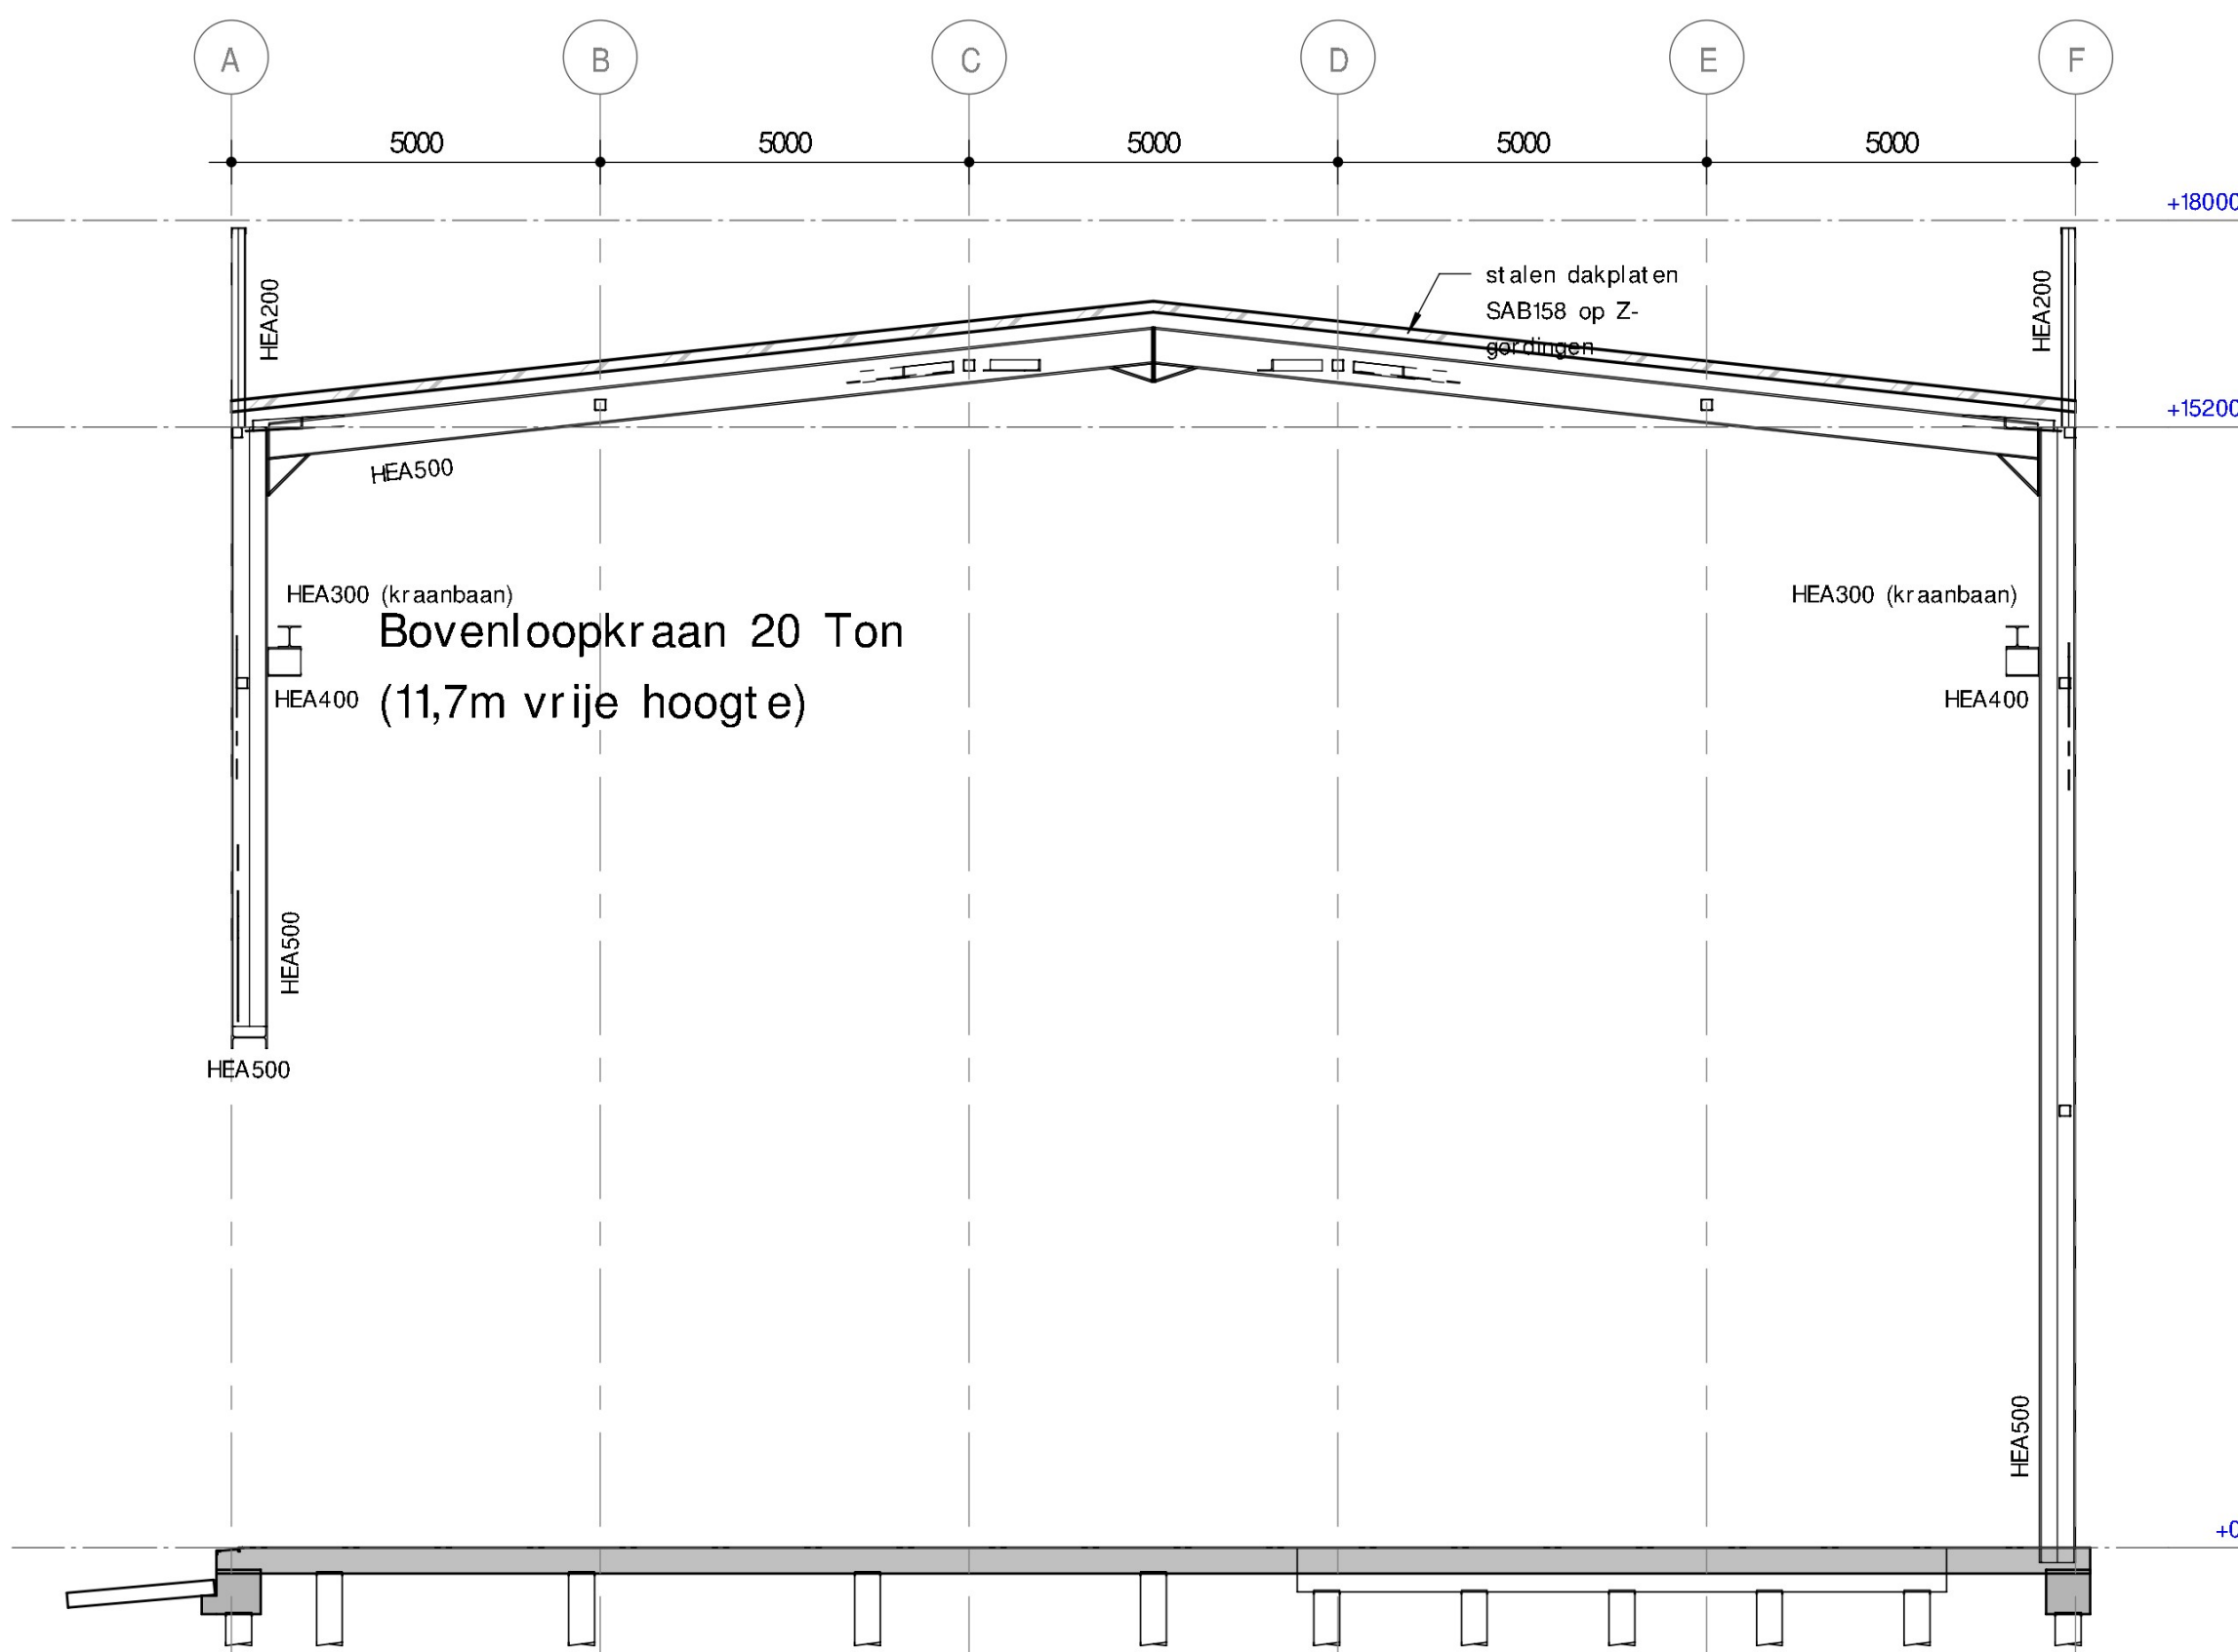 A B C D E F
5000 5000 5000 5000 5000
+18000
stalen dakplaten
SAB158 op Z-
gordingen
HEA200
HEA200
+15200
HEA500
HEA300 (kraanbaan)
HEA300 (kraanbaan)
Bovenloopkraan 20 Ton
(11,7m vrije hoogte)
HEA400
HEA400
HEA500
HEA500
HEA500
+0